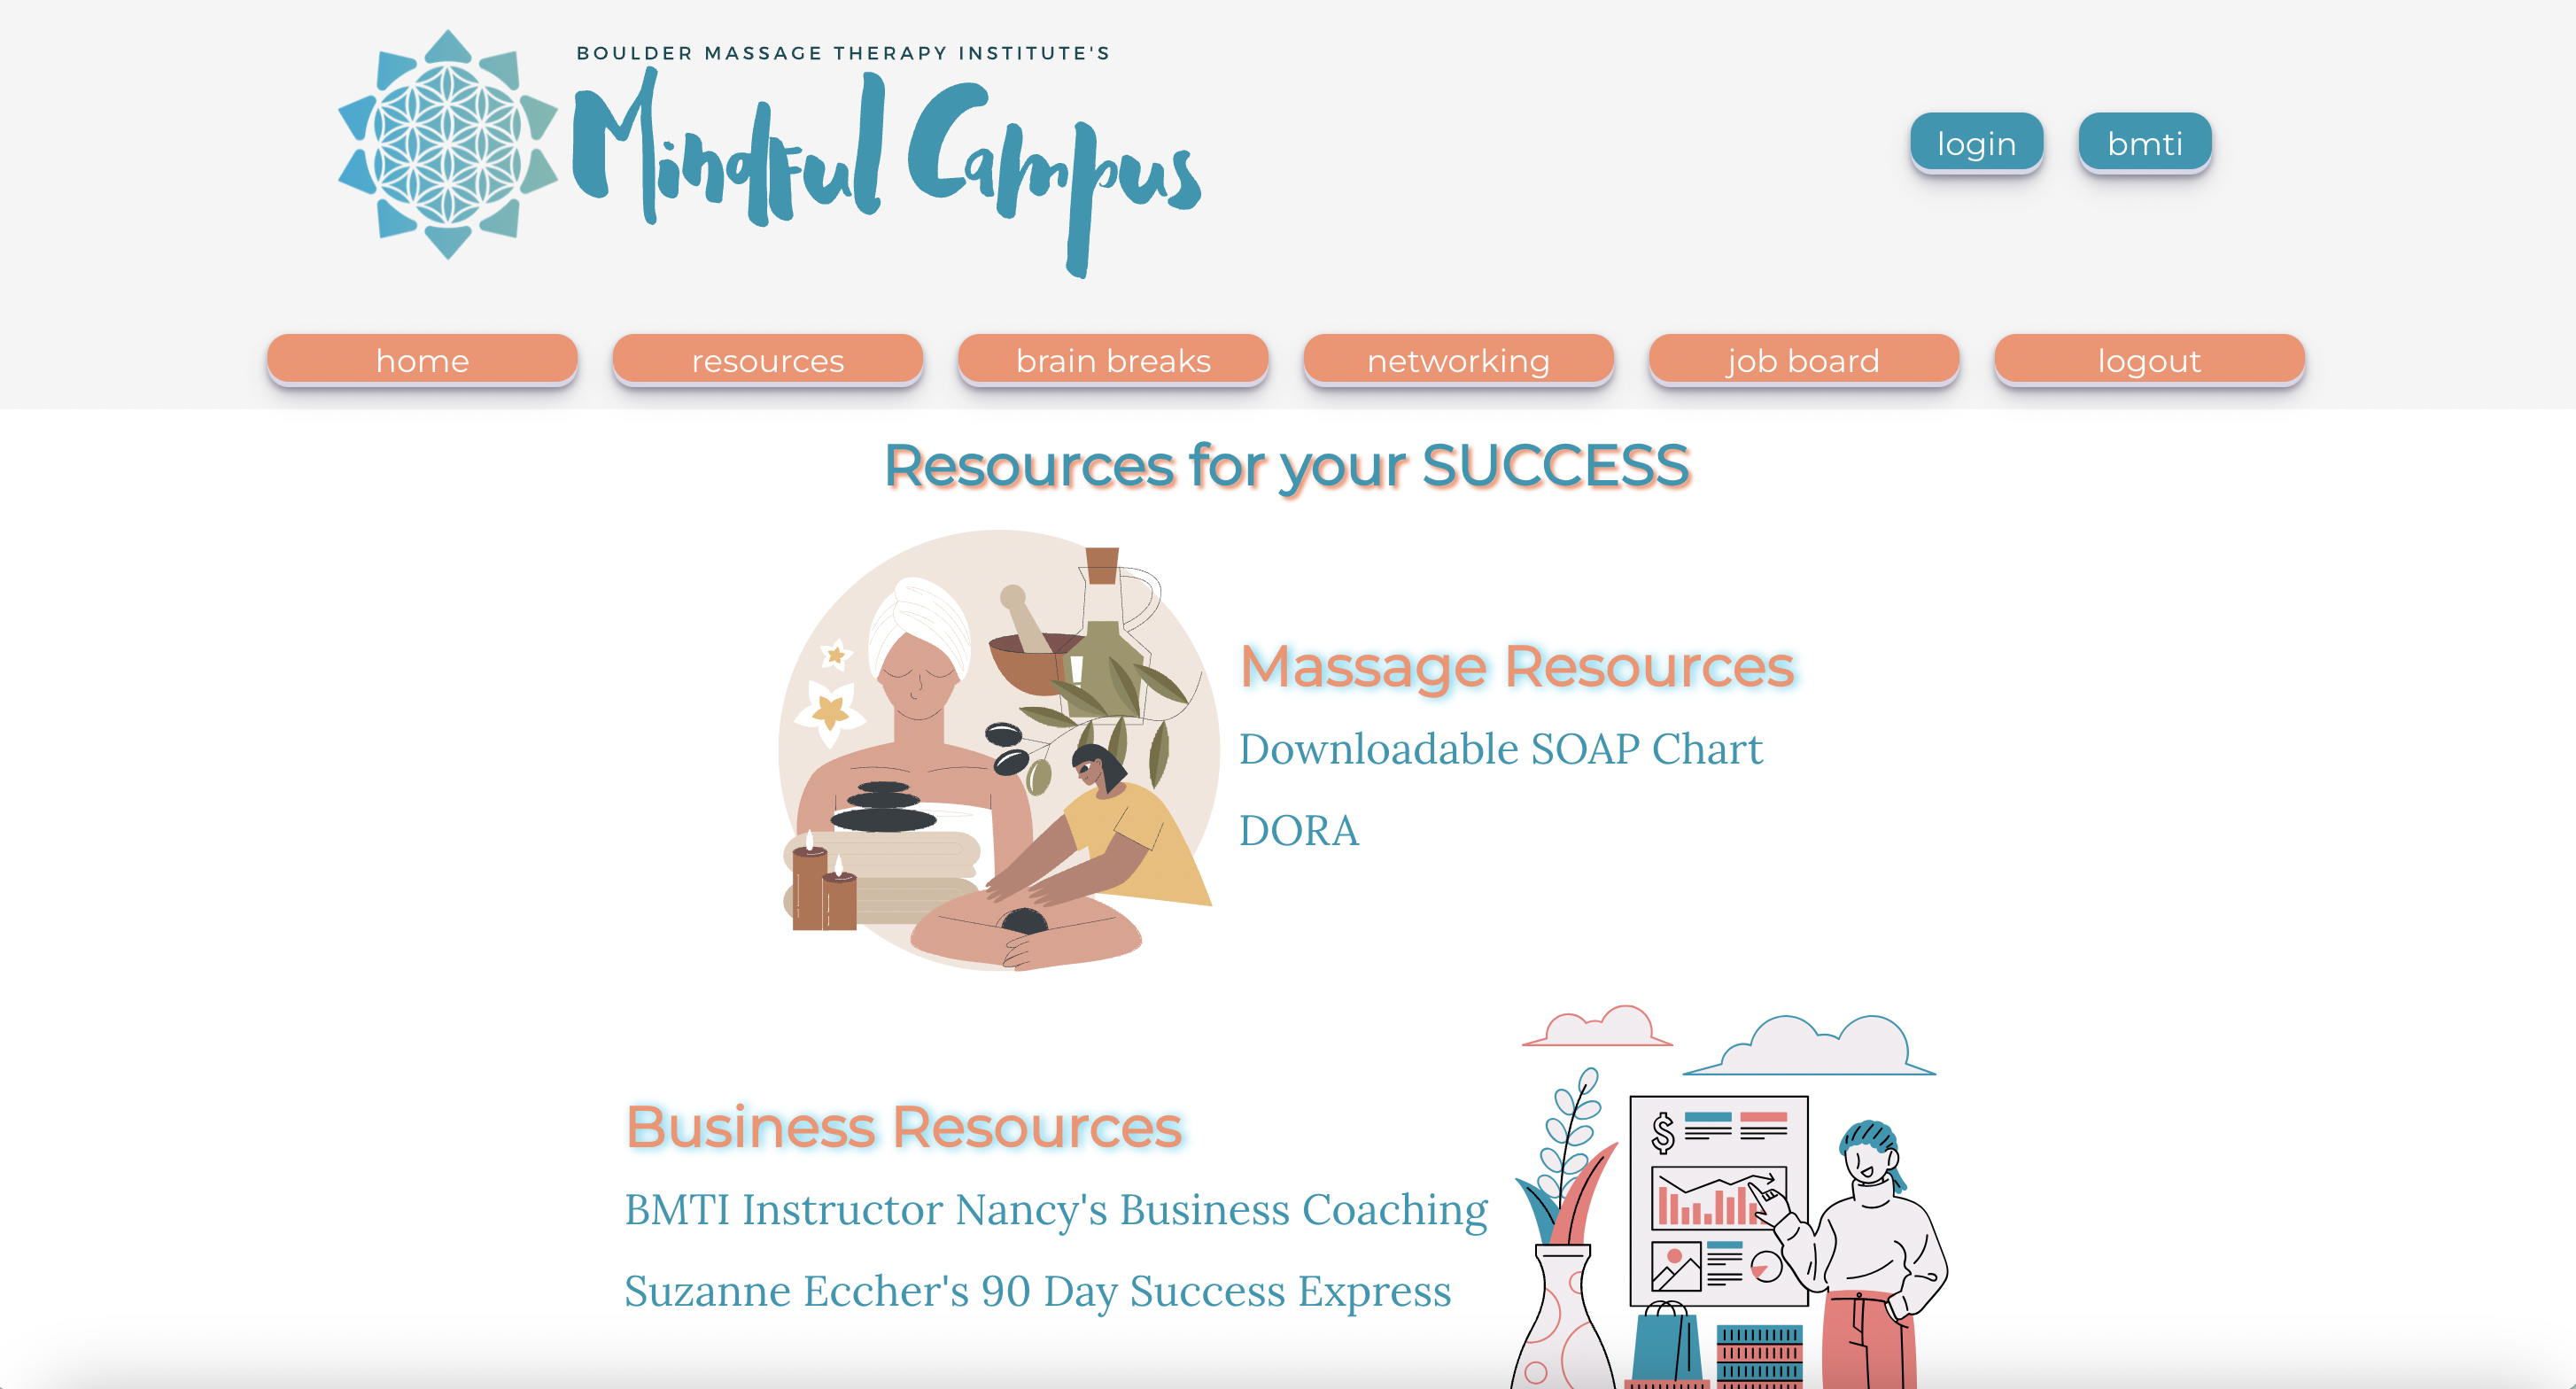 BOULDER MASSAGE THERAPY INSTITUTE'S
Mindful Campus
login
bmti
home
resources
brain breaks
networking
job board
logout
Resources for your SUCCESS
Massage Resources
Downloadable SOAP Chart
DORA
Business Resources
BMTI Instructor Nancy's Business Coaching
Suzanne Eccher's 90 Day Success Express
$